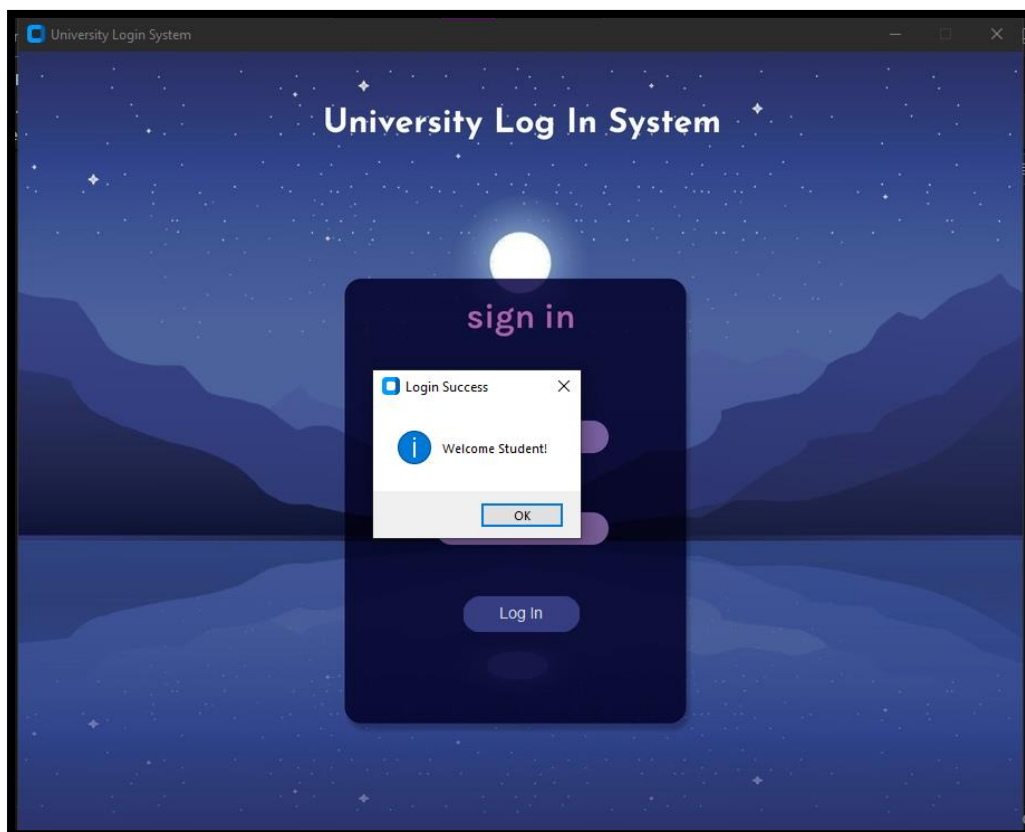 University Login System
University Log In System
sign in
Login Success
Welcome Student!
OK
Log In